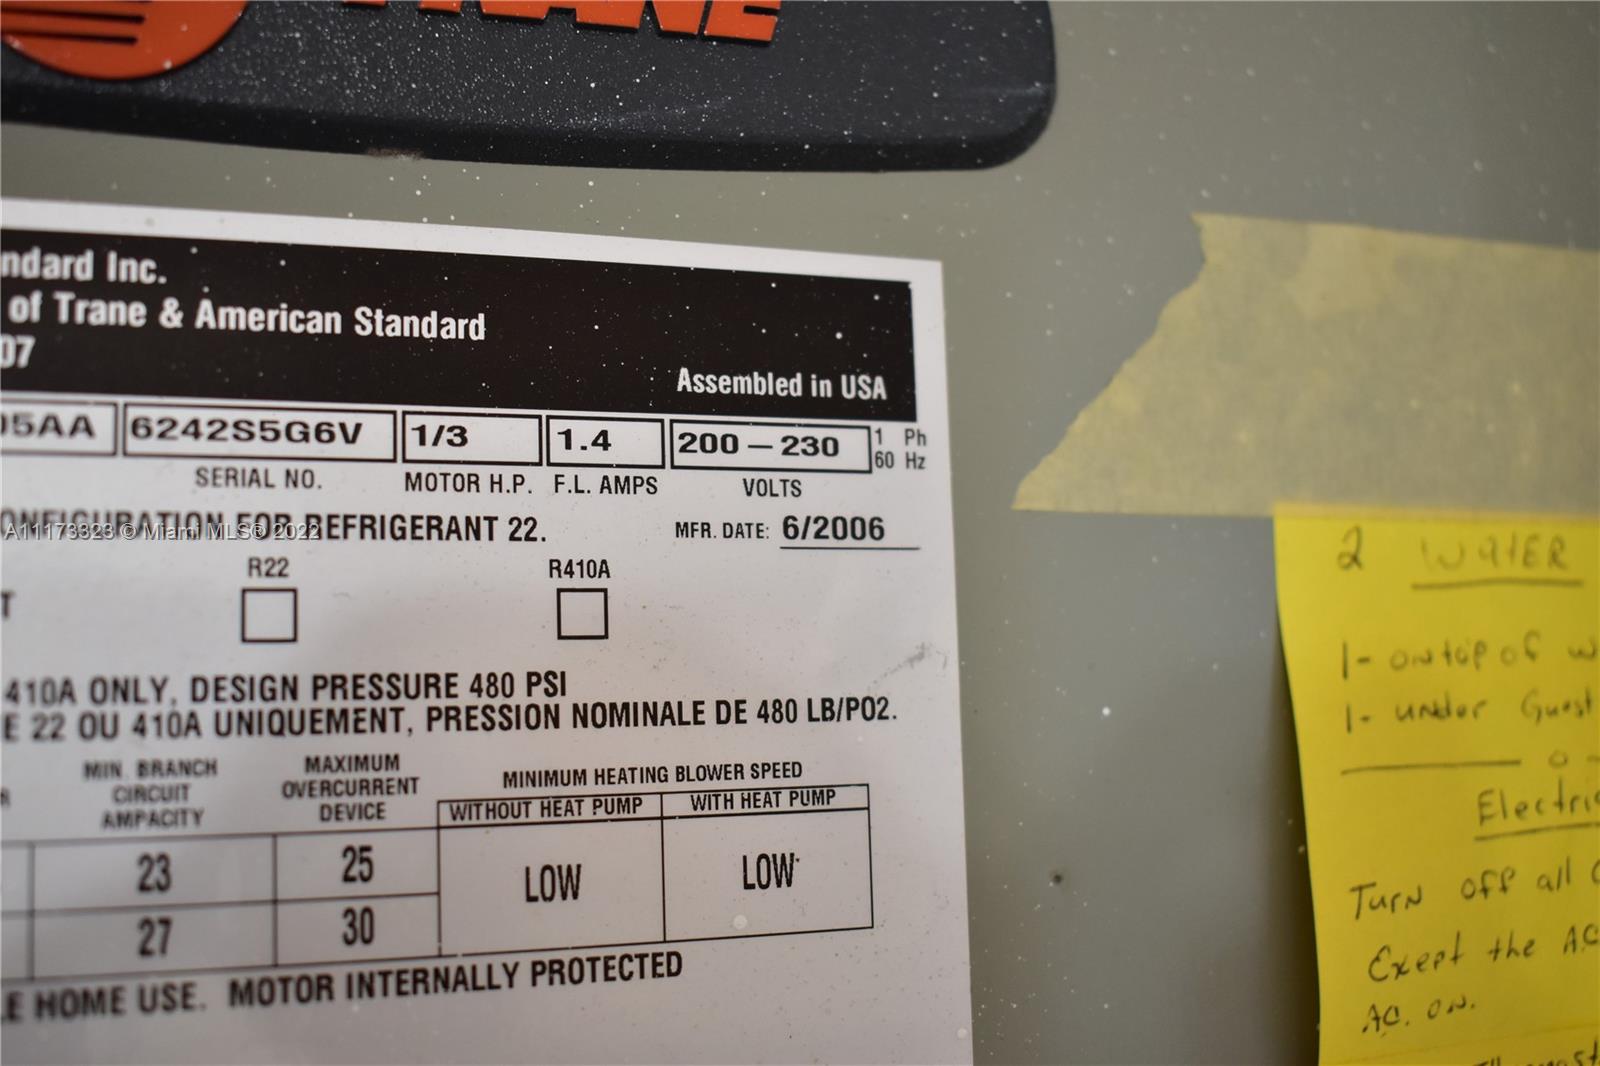 TRANE
ndard Inc.
of Trane & American Standard
07
Assembled in USA
05AA 6242S5G6V 1/3 1.4 200 – 230 1 Ph
60 Hz
SERIAL NO. MOTOR H.P. F.L. AMPS VOLTS
ONFIGURATION FOR REFRIGERANT 22. MFR. DATE: 6/2006
A11173323 © Miami MLS® 2022
R22 R410A
T
410A ONLY, DESIGN PRESSURE 480 PSI
E 22 OU 410A UNIQUEMENT, PRESSION NOMINALE DE 480 LB/PO2.
MIN. BRANCH
CIRCUIT
AMPACITY
MAXIMUM
OVERCURRENT
DEVICE
MINIMUM HEATING BLOWER SPEED
WITHOUT HEAT PUMP WITH HEAT PUMP
23 25 LOW LOW
27 30
LE HOME USE. MOTOR INTERNALLY PROTECTED
2 WATER
1- on top of w
1- under Guest
Electric
Turn off all
Exept the AC
AC. on.